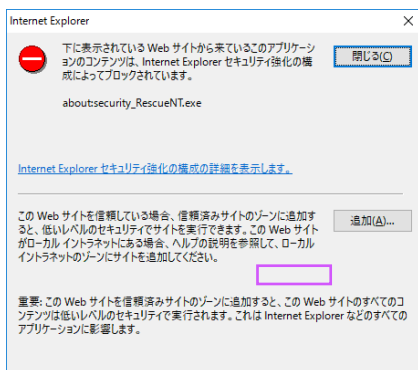 Internet Explorer
下に表示されている Web サイトから来ているこのアプリケーシ
ョンのコンテンツは、Internet Explorer セキュリティ強化の構
成によってブロックされています。
閉じる(C)
about:security_RescueNT.exe
Internet Explorer セキュリティ強化の構成の詳細を表示します。
この Web サイトを信頼している場合、信頼済みサイトのゾーンに追加す
ると、低いレベルのセキュリティでサイトを実行できます。この Web サイト
がローカル イントラネットにある場合、ヘルプの説明を参照して、ローカル
イントラネットのゾーンにサイトを追加してください。
追加(A)...
重要: この Web サイトを信頼済みサイトのゾーンに追加すると、この Web サイトのすべてのコ
ンテンツは低いレベルのセキュリティで実行されます。これは Internet Explorer などのすべての
アプリケーションに影響します。